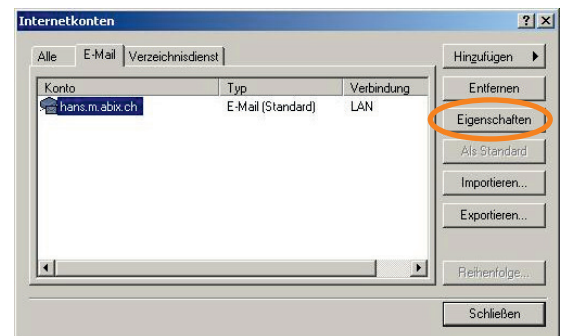 Internetkonten
Alle E-Mail Verzeichnisdienst
Hinzufügen
Konto Typ Verbindung
hans.m.abix.ch E-Mail (Standard) LAN
Entfernen
Eigenschaften
Als Standard
Importieren...
Exportieren...
Reihenfolge...
Schließen